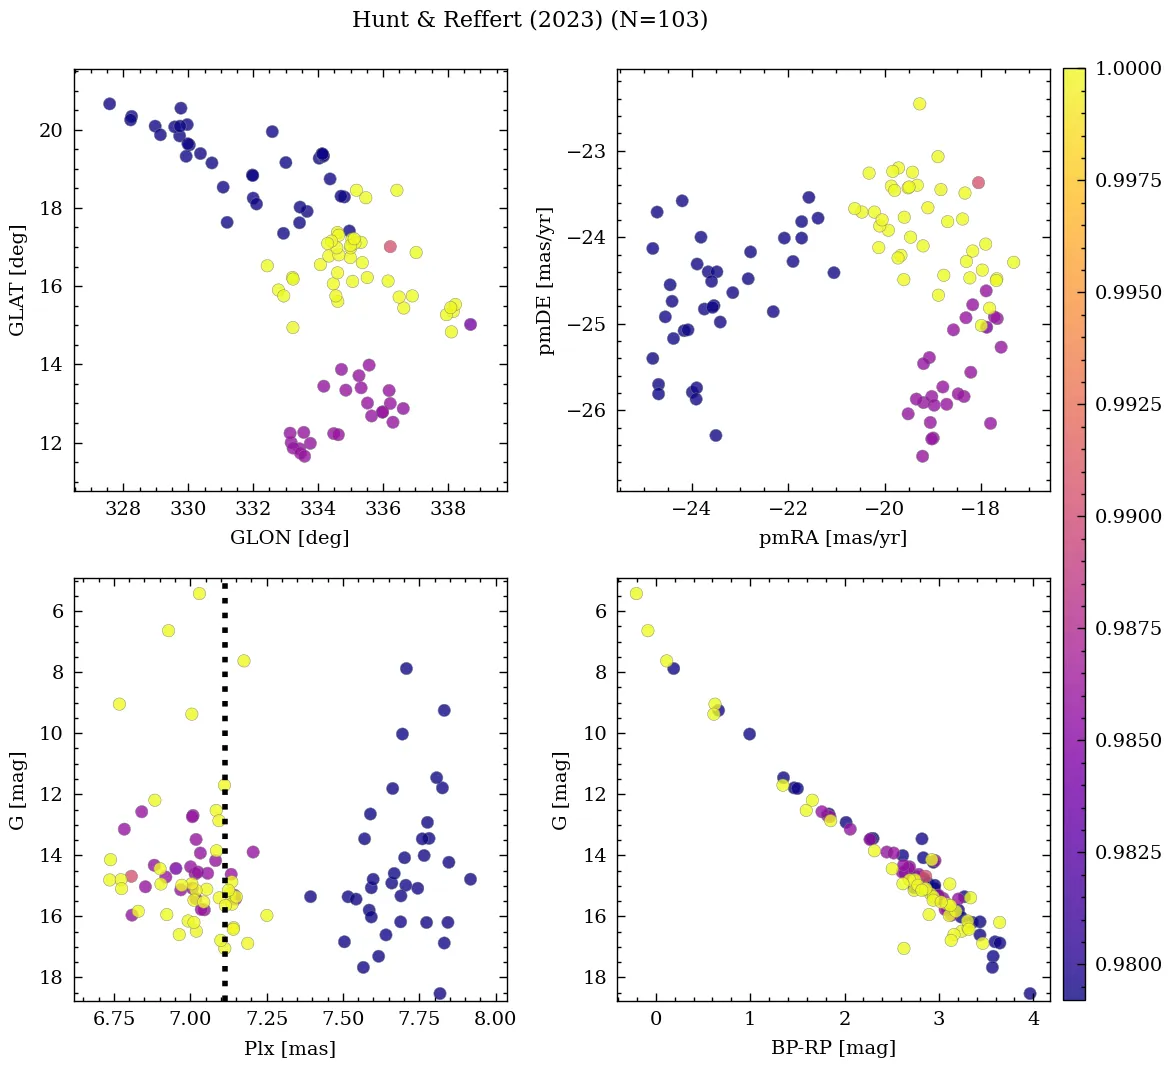 Hunt & Reffert (2023) (N=103)
20
18
16
14
12
GLAT [deg]
328 330 332 334 336 338
GLON [deg]
−23
−24
−25
−26
pmDE [mas/yr]
−24 −22 −20 −18
pmRA [mas/yr]
6
8
10
12
14
16
18
G [mag]
6.75 7.00 7.25 7.50 7.75 8.00
Plx [mas]
6
8
10
12
14
16
18
G [mag]
0 1 2 3 4
BP-RP [mag]
1.0000
0.9975
0.9950
0.9925
0.9900
0.9875
0.9850
0.9825
0.9800